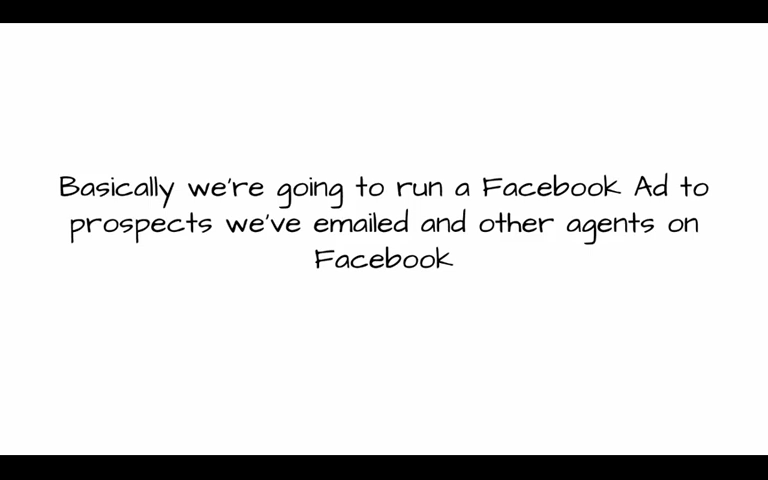 Basically we're going to run a Facebook Ad to
prospects we've emailed and other agents on
Facebook